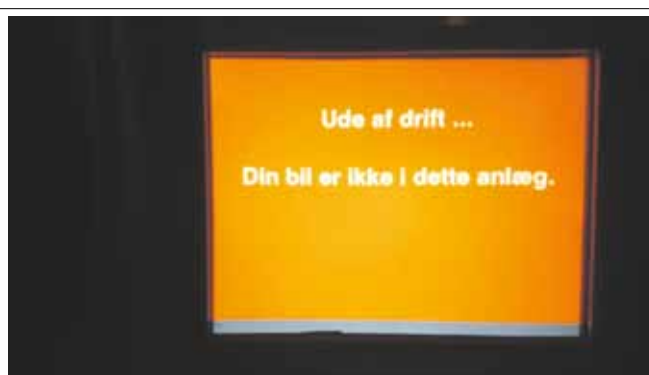 Ude af drift ...
Din bil er ikke i dette anlæg.